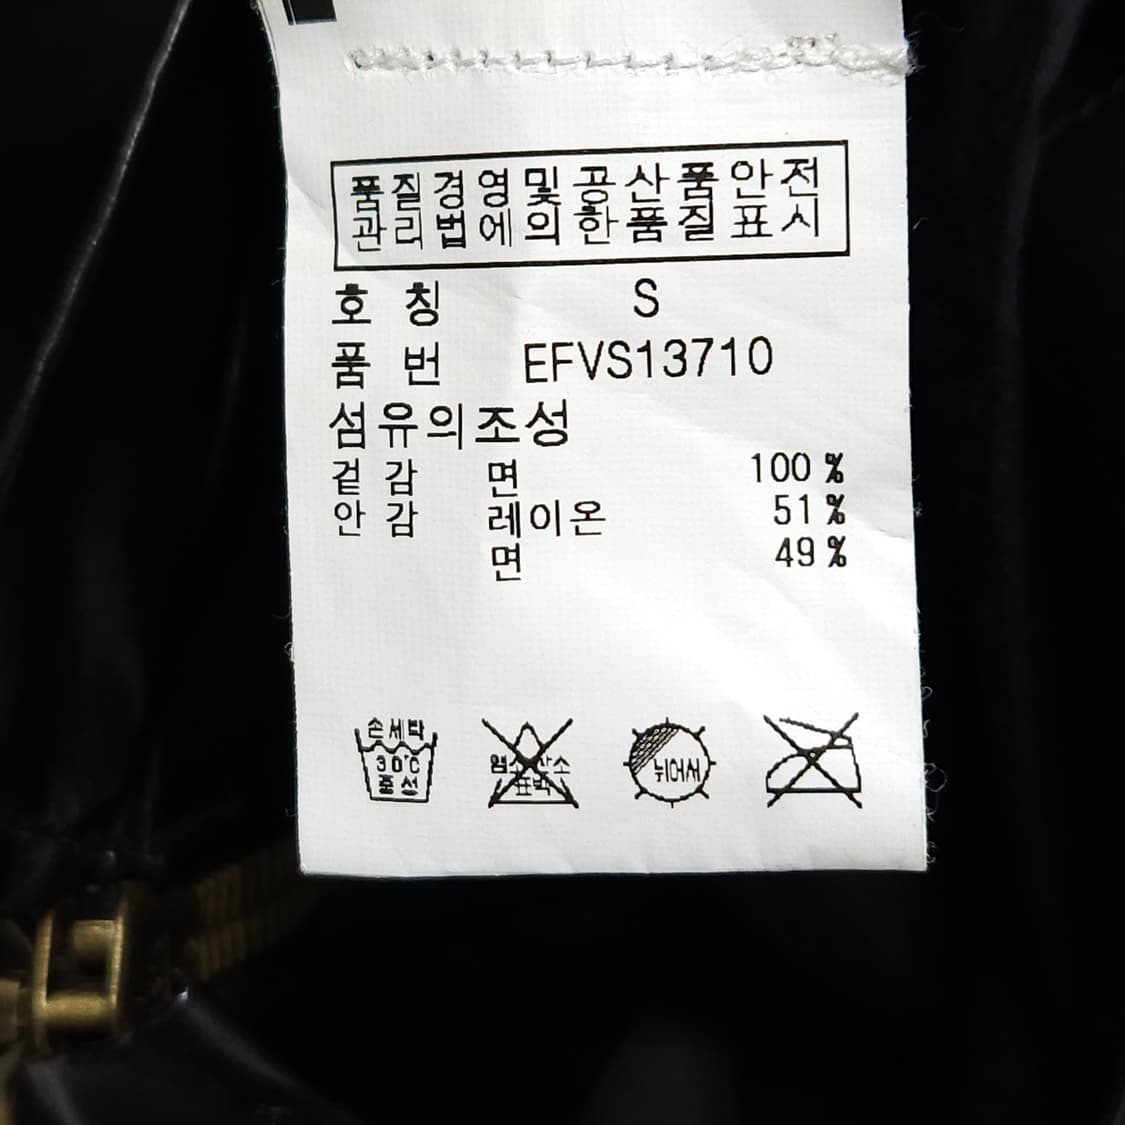 품질경영및공산품안전
관리법에의한품질표시
호 칭 S
품 번 EFVS13710
섬유의조성
겉 감 면 100 %
안 감 레이온 51 %
면 49 %
손세탁
30℃
중성
염소 산소
표백
뉘어서